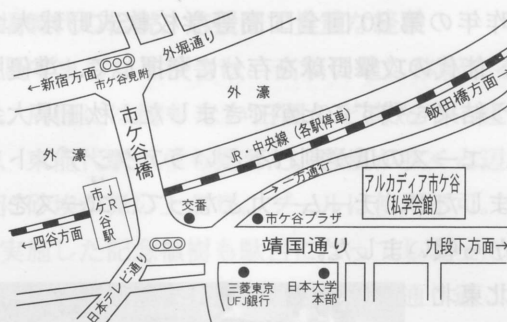 外堀通り
←新宿方面
市ケ谷見附
外濠
外濠
飯田橋方面→
市ケ谷橋
JR・中央線（各駅停車）
外濠
一方通行
アルカディア市ケ谷
（私学会館）
JR
市ケ谷駅
交番
市ケ谷プラザ
←四谷方面
靖国通り
九段下方面→
日本テレビ通り
三菱東京
UFJ銀行
日本大学
本部